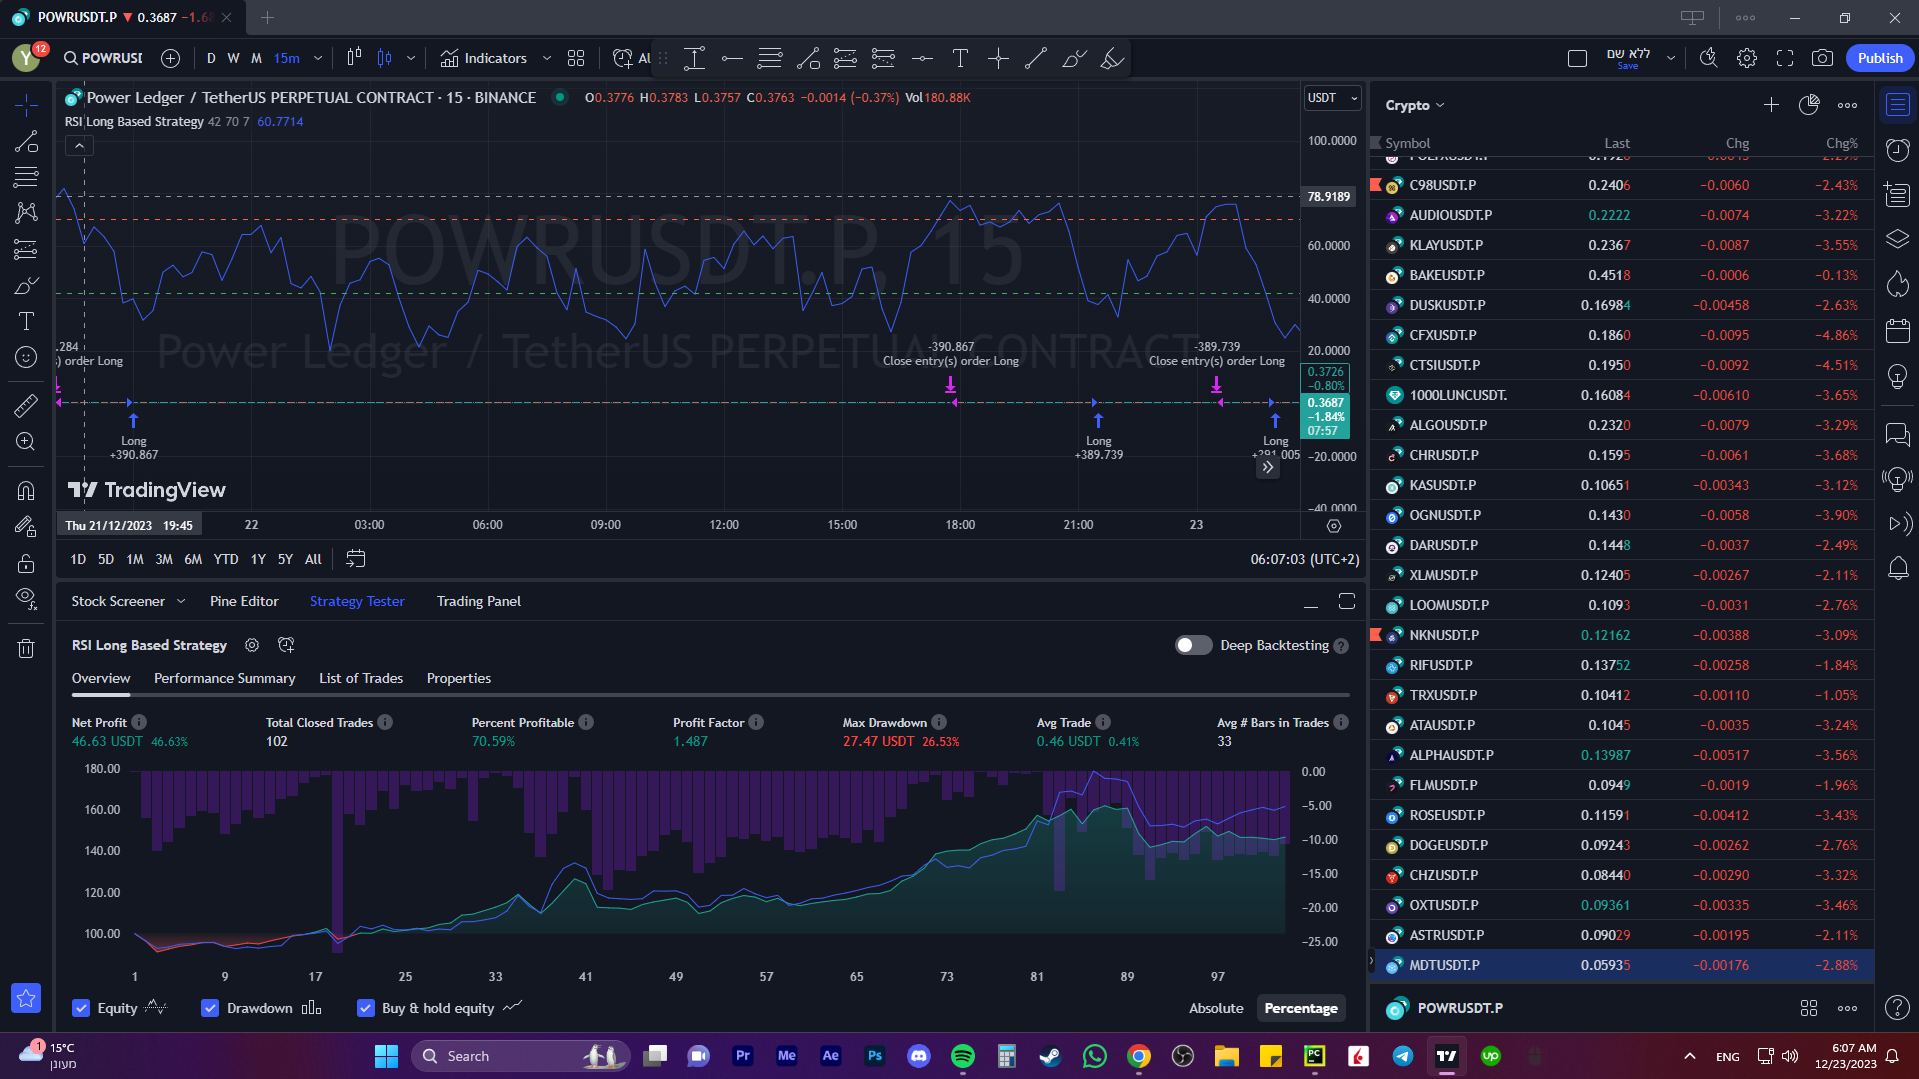 POWRUSDT.P ▼ 0.3687 −1.68
Y 12 POWRUSI D W M 15m Indicators Al T ללא שם Save Publish
Power Ledger / TetherUS PERPETUAL CONTRACT · 15 · BINANCE O0.3776 H0.3783 L0.3757 C0.3763 −0.0014 (−0.37%) Vol180.88K
RSI Long Based Strategy 42 70 7 60.7714
USDT
100.0000
78.9189
60.0000
40.0000
20.0000
0.3726
−0.80%
0.3687
−1.84%
07:57
−20.0000
−40.0000
POWRUSDT.P, 15
Power Ledger / TetherUS PERPETUAL CONTRACT
.284
) order Long
-390.867
Close entry(s) order Long
-389.739
Close entry(s) order Long
Long
+390.867
Long
+389.739
Long
+291.005
TradingView
Thu 21/12/2023 19:45 22 03:00 06:00 09:00 12:00 15:00 18:00 21:00 23
1D 5D 1M 3M 6M YTD 1Y 5Y All 06:07:03 (UTC+2)
Stock Screener Pine Editor Strategy Tester Trading Panel
RSI Long Based Strategy Deep Backtesting ?
Overview Performance Summary List of Trades Properties
Net Profit Total Closed Trades Percent Profitable Profit Factor Max Drawdown Avg Trade Avg # Bars in Trades
46.63 USDT 46.63% 102 70.59% 1.487 27.47 USDT 26.53% 0.46 USDT 0.41% 33
180.00
160.00
140.00
120.00
100.00
0.00
−5.00
−10.00
−15.00
−20.00
−25.00
1 9 17 25 33 41 49 57 65 73 81 89 97
Equity Drawdown Buy & hold equity Absolute Percentage
Crypto
Symbol Last Chg Chg%
C98USDT.P 0.2406 −0.0060 −2.43%
AUDIOUSDT.P 0.2222 −0.0074 −3.22%
KLAYUSDT.P 0.2367 −0.0087 −3.55%
BAKEUSDT.P 0.4518 −0.0006 −0.13%
DUSKUSDT.P 0.16984 −0.00458 −2.63%
CFXUSDT.P 0.1860 −0.0095 −4.86%
CTSIUSDT.P 0.1950 −0.0092 −4.51%
1000LUNCUSDT. 0.16084 −0.00610 −3.65%
ALGOUSDT.P 0.2320 −0.0079 −3.29%
CHRUSDT.P 0.1595 −0.0061 −3.68%
KASUSDT.P 0.10651 −0.00343 −3.12%
OGNUSDT.P 0.1430 −0.0058 −3.90%
DARUSDT.P 0.1448 −0.0037 −2.49%
XLMUSDT.P 0.12405 −0.00267 −2.11%
LOOMUSDT.P 0.1093 −0.0031 −2.76%
NKNUSDT.P 0.12162 −0.00388 −3.09%
RIFUSDT.P 0.13752 −0.00258 −1.84%
TRXUSDT.P 0.10412 −0.00110 −1.05%
ATAUSDT.P 0.1045 −0.0035 −3.24%
ALPHAUSDT.P 0.13987 −0.00517 −3.56%
FLMUSDT.P 0.0949 −0.0019 −1.96%
ROSEUSDT.P 0.11591 −0.00412 −3.43%
DOGEUSDT.P 0.09243 −0.00262 −2.76%
CHZUSDT.P 0.08440 −0.00290 −3.32%
OXTUSDT.P 0.09361 −0.00335 −3.46%
ASTRUSDT.P 0.09029 −0.00195 −2.11%
MDTUSDT.P 0.05935 −0.00176 −2.88%
POWRUSDT.P
1 15°C
מעונן
Search Pr Me Ae Ps PC up ENG 6:07 AM
12/23/2023